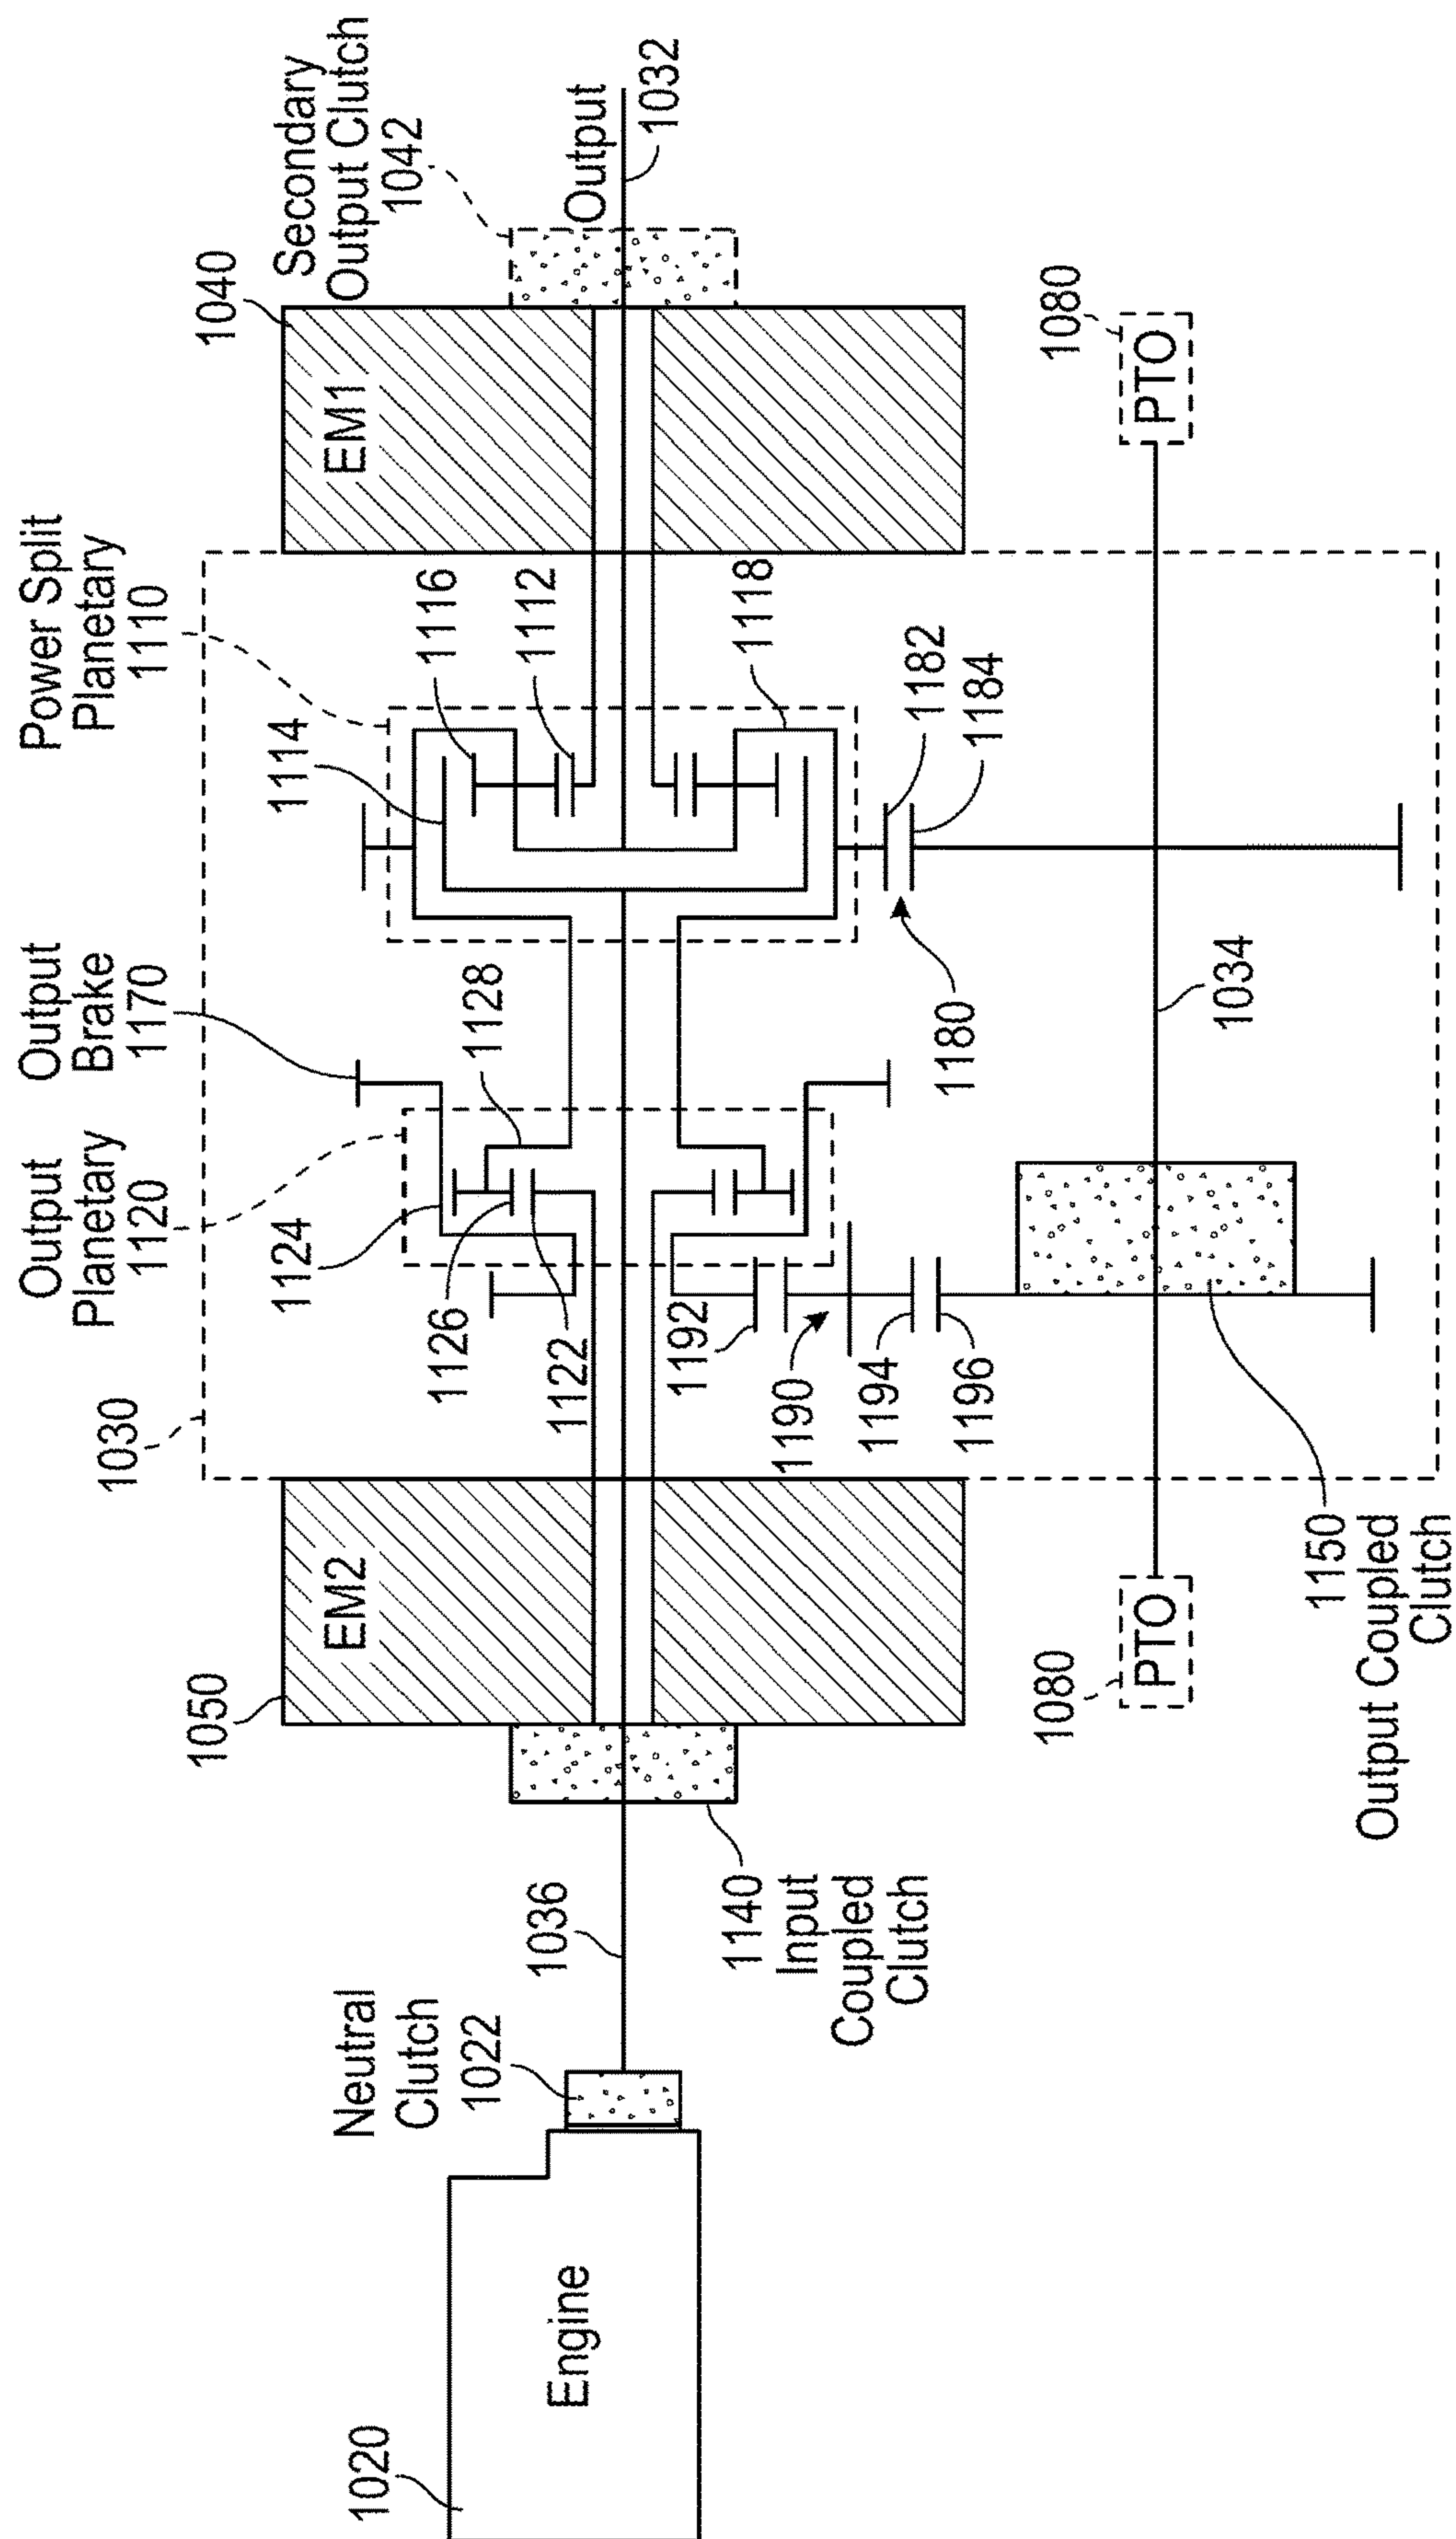 Engine
1020
Neutral
Clutch
1022
1036
1140
Input
Coupled
Clutch
1050
EM2
1030
Output
Planetary
1120
1124
1126
1122
1128
Output
Brake
1170
Power Split
Planetary
1110
1114
1116
1112
1118
1040
EM1
Secondary
Output Clutch
1042
Output
1032
1182
1184
1180
1192
1190
1194
1196
1034
1080
PTO
1080
PTO
1150
Output Coupled
Clutch